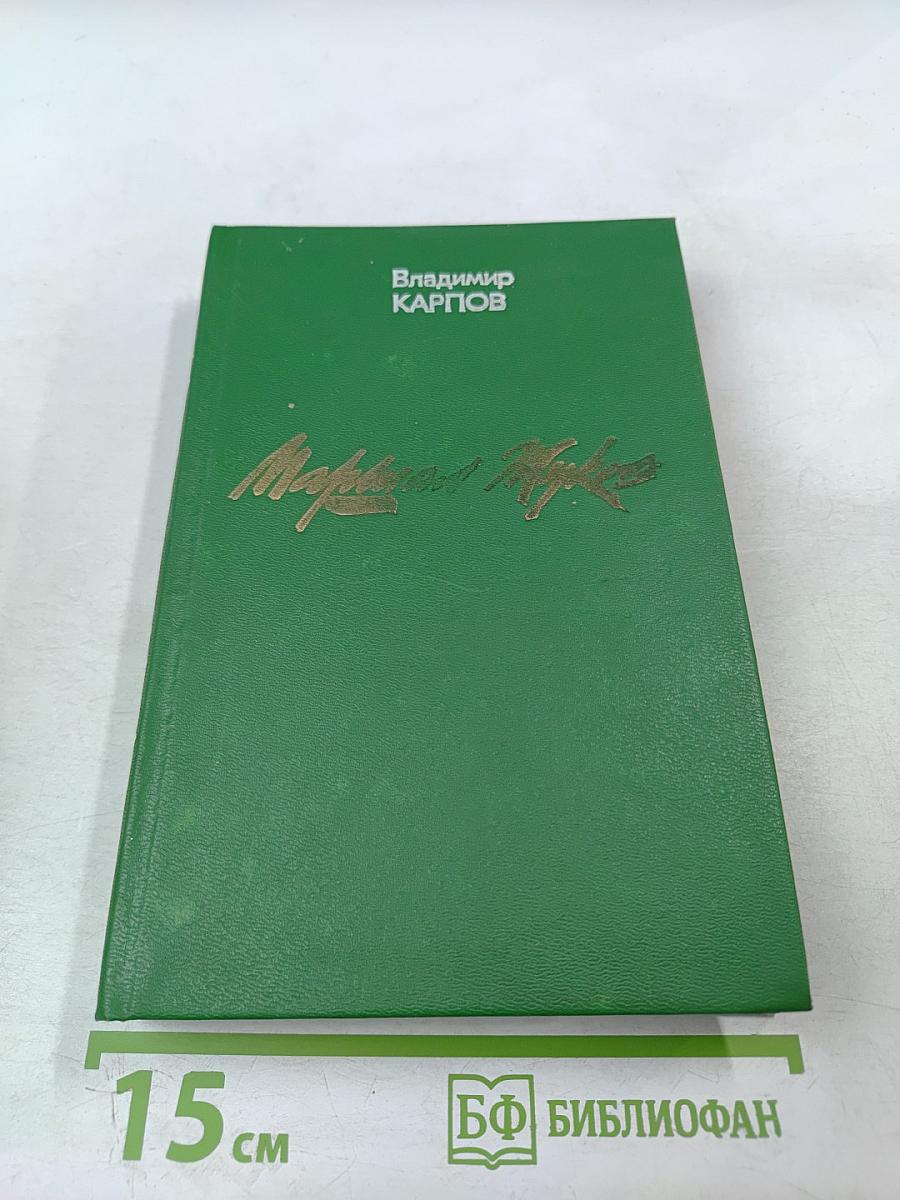 Владимир
КАРПОВ
Маршал Жуков
15 см
БФ БИБЛИОФАН